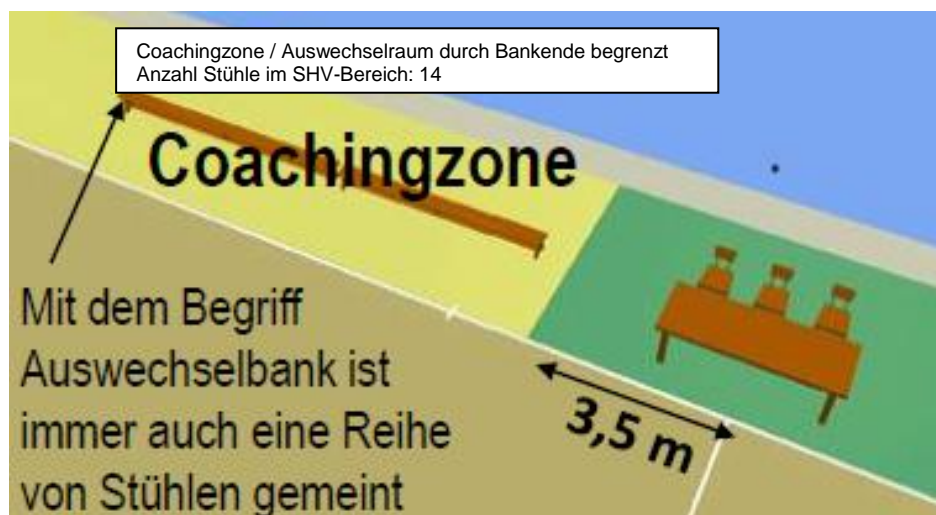 Coachingzone / Auswechselraum durch Bankende begrenzt
Anzahl Stühle im SHV-Bereich: 14
Coachingzone
Mit dem Begriff
Auswechselbank ist
immer auch eine Reihe
von Stühlen gemeint
3,5 m